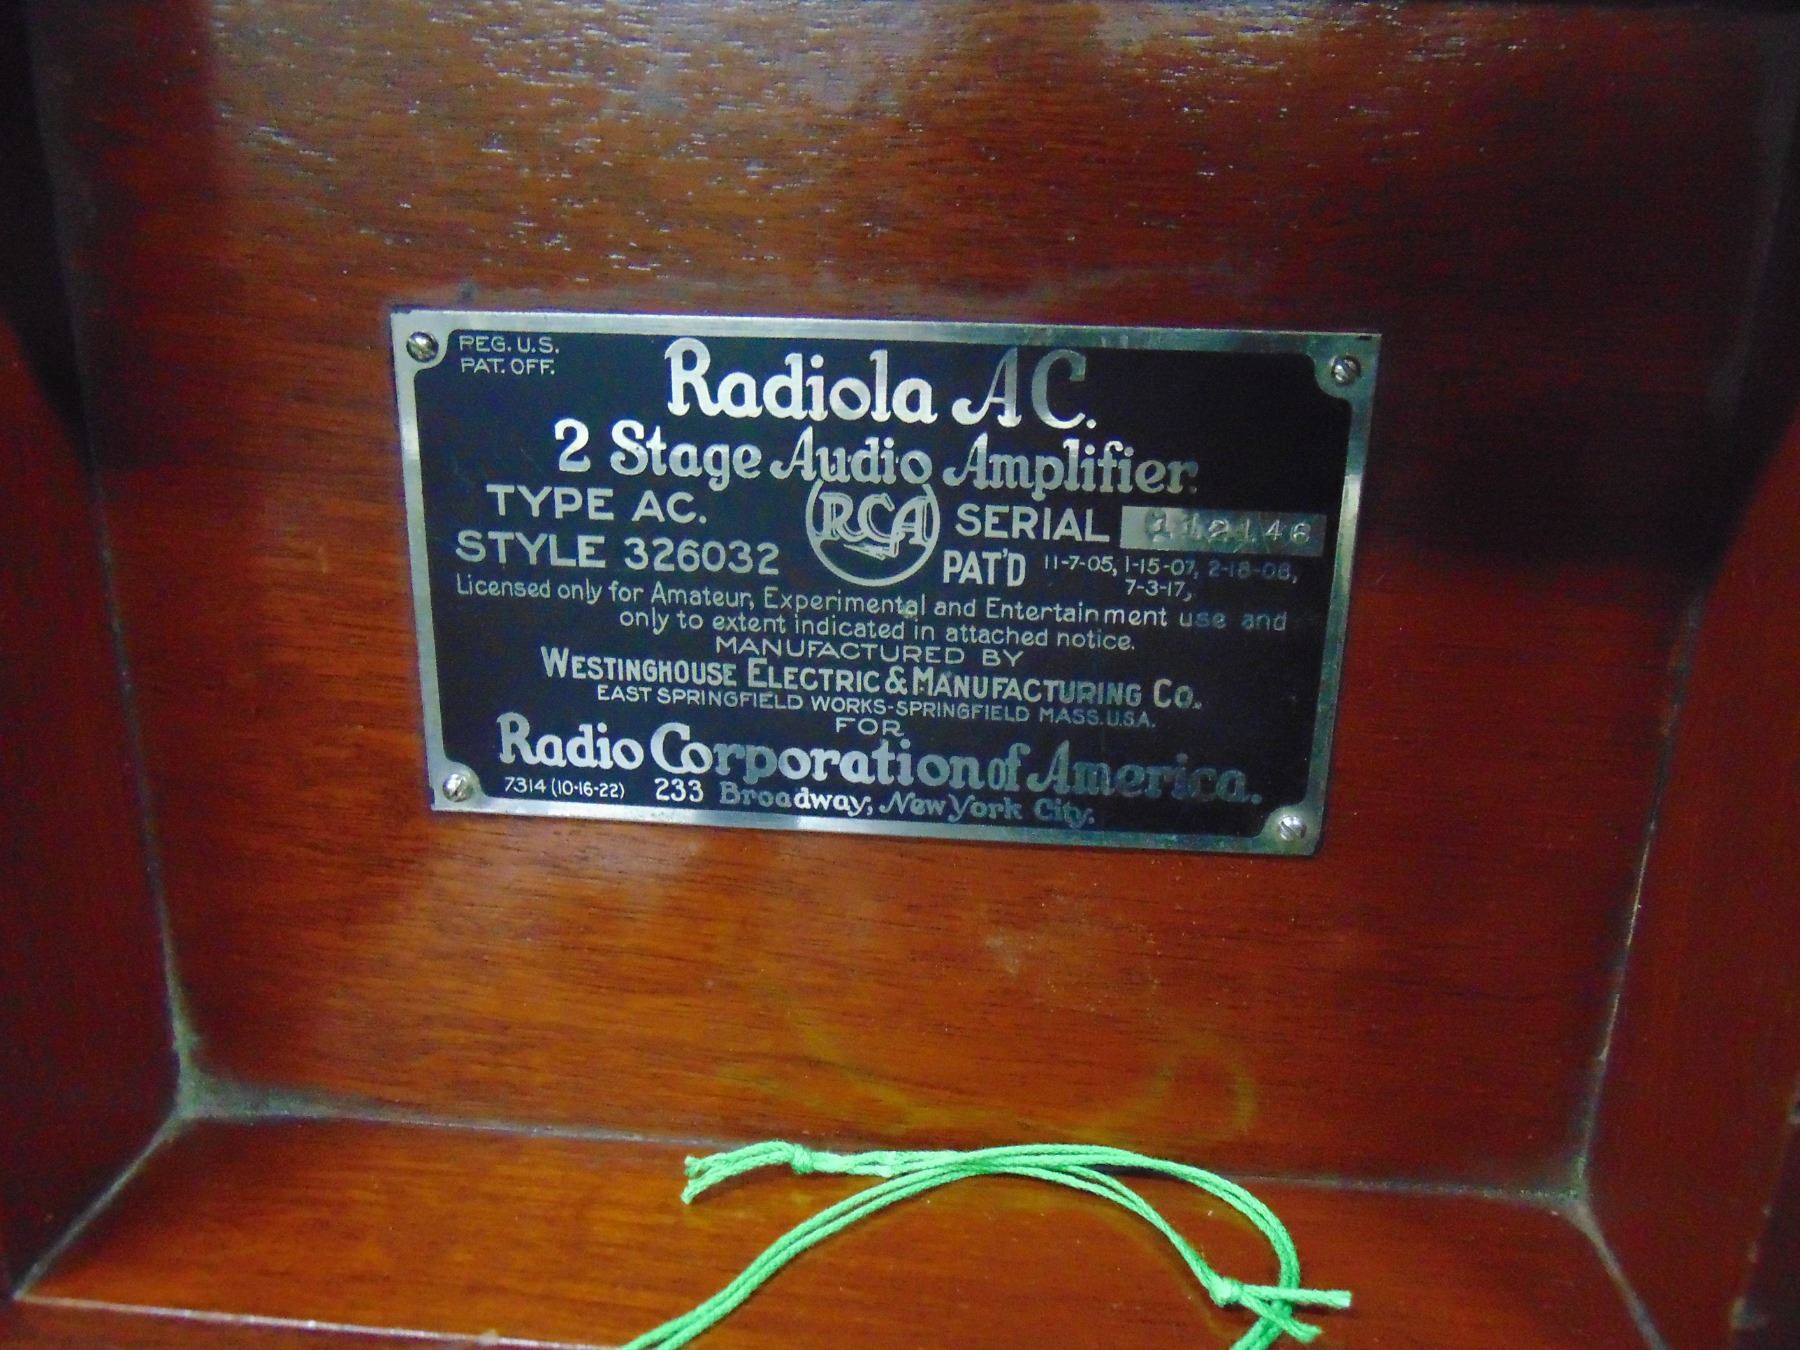 REG. U.S.
PAT. OFF.
Radiola AC.
2 Stage Audio Amplifier.
TYPE AC.
RCA
SERIAL 112146
STYLE 326032
PAT'D 11-7-05, 1-15-07, 2-18-08,
7-3-17,
Licensed only for Amateur, Experimental and Entertainment use and
only to extent indicated in attached notice.
MANUFACTURED BY
WESTINGHOUSE ELECTRIC & MANUFACTURING CO.
EAST SPRINGFIELD WORKS-SPRINGFIELD MASS. U.S.A.
FOR
Radio Corporation of America.
7314 (10-16-22) 233 Broadway, New York City.